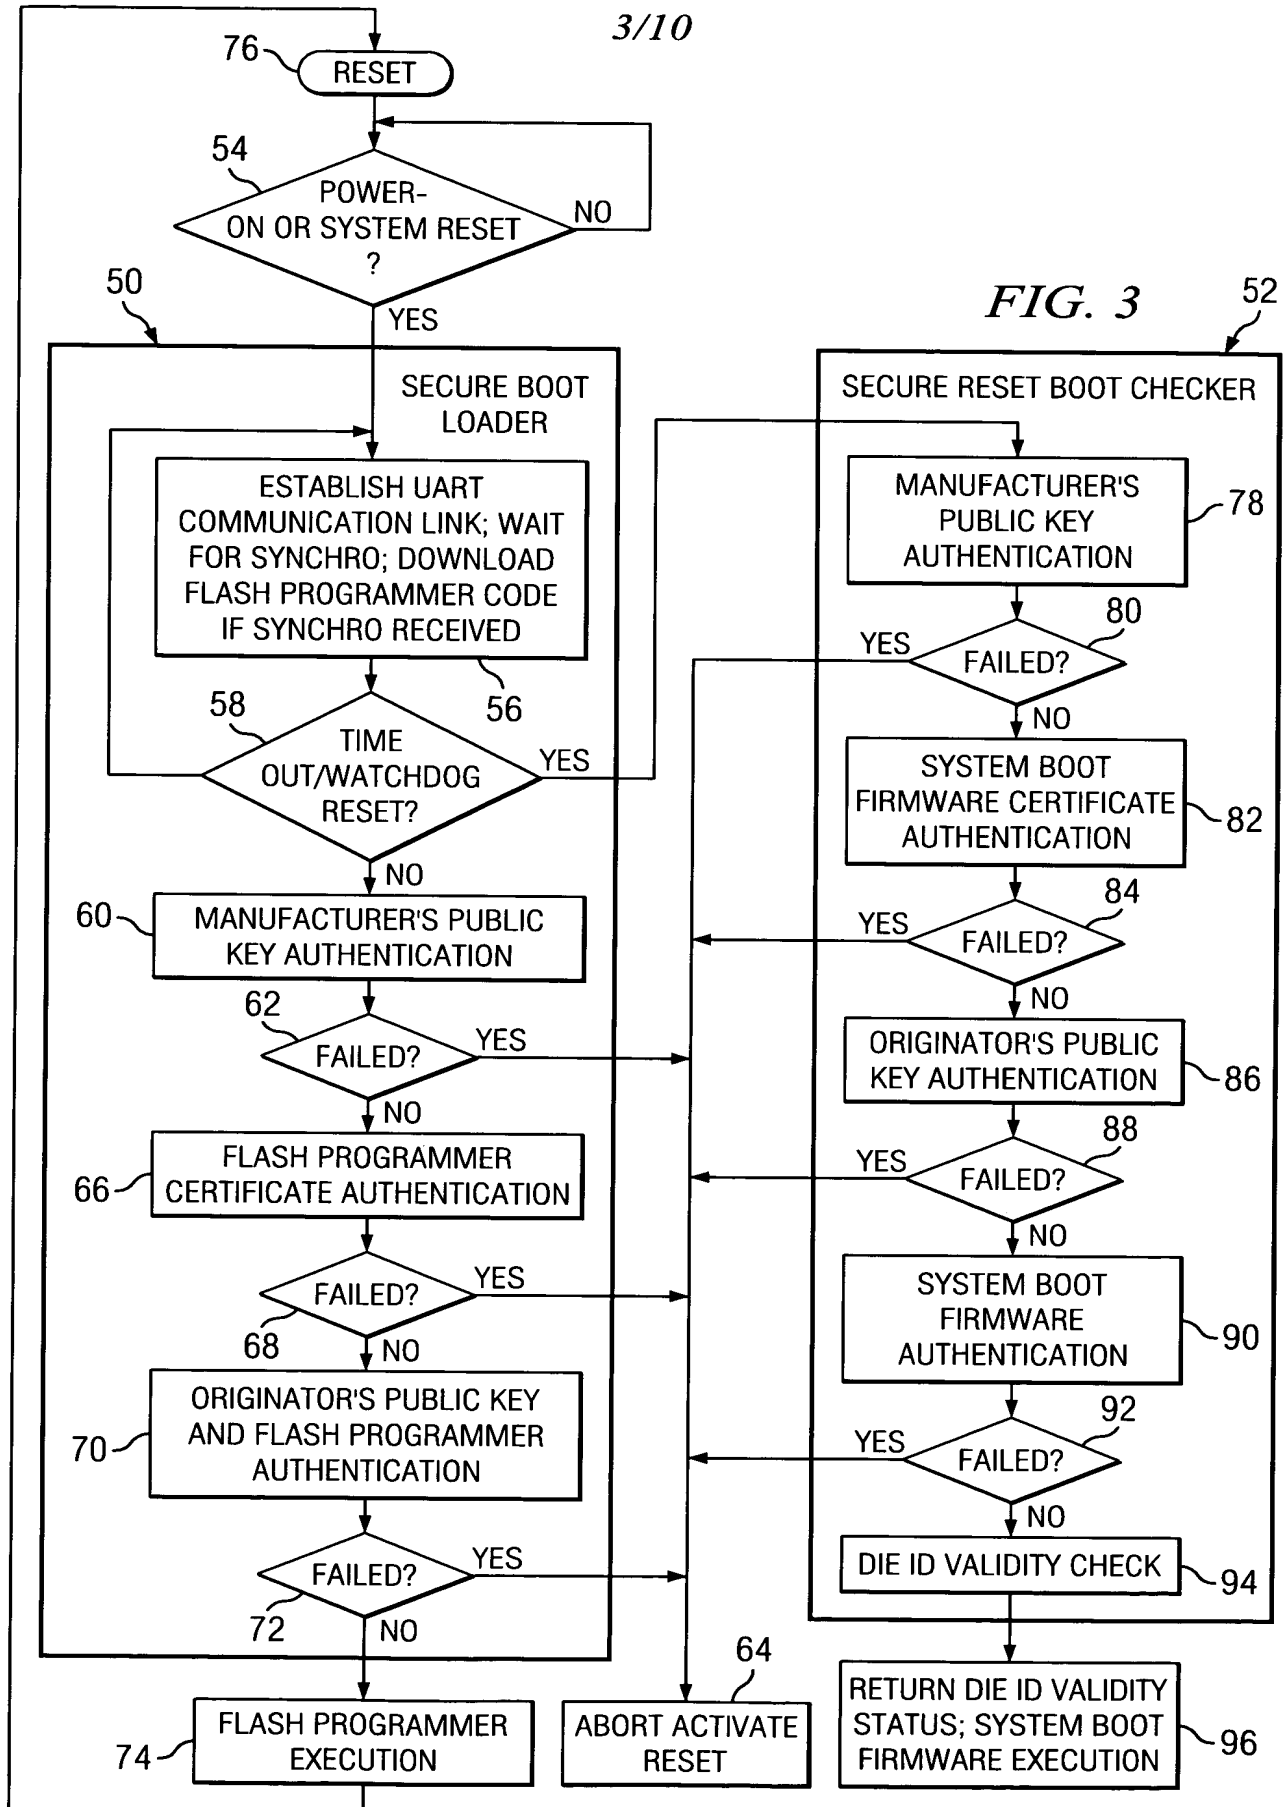 3/10
76
RESET
54
POWER-
ON OR SYSTEM RESET
?
NO
YES
FIG. 3
50
SECURE BOOT
LOADER
ESTABLISH UART
COMMUNICATION LINK; WAIT
FOR SYNCHRO; DOWNLOAD
FLASH PROGRAMMER CODE
IF SYNCHRO RECEIVED
56
58
TIME
OUT/WATCHDOG
RESET?
YES
NO
60
MANUFACTURER'S PUBLIC
KEY AUTHENTICATION
62
FAILED?
YES
NO
66
FLASH PROGRAMMER
CERTIFICATE AUTHENTICATION
FAILED?
YES
68
NO
70
ORIGINATOR'S PUBLIC KEY
AND FLASH PROGRAMMER
AUTHENTICATION
FAILED?
YES
72
NO
74
FLASH PROGRAMMER
EXECUTION
64
ABORT ACTIVATE
RESET
52
SECURE RESET BOOT CHECKER
MANUFACTURER'S
PUBLIC KEY
AUTHENTICATION
78
80
YES
FAILED?
NO
SYSTEM BOOT
FIRMWARE CERTIFICATE
AUTHENTICATION
82
84
YES
FAILED?
NO
ORIGINATOR'S PUBLIC
KEY AUTHENTICATION
86
88
YES
FAILED?
NO
SYSTEM BOOT
FIRMWARE
AUTHENTICATION
90
92
YES
FAILED?
NO
DIE ID VALIDITY CHECK
94
RETURN DIE ID VALIDITY
STATUS; SYSTEM BOOT
FIRMWARE EXECUTION
96